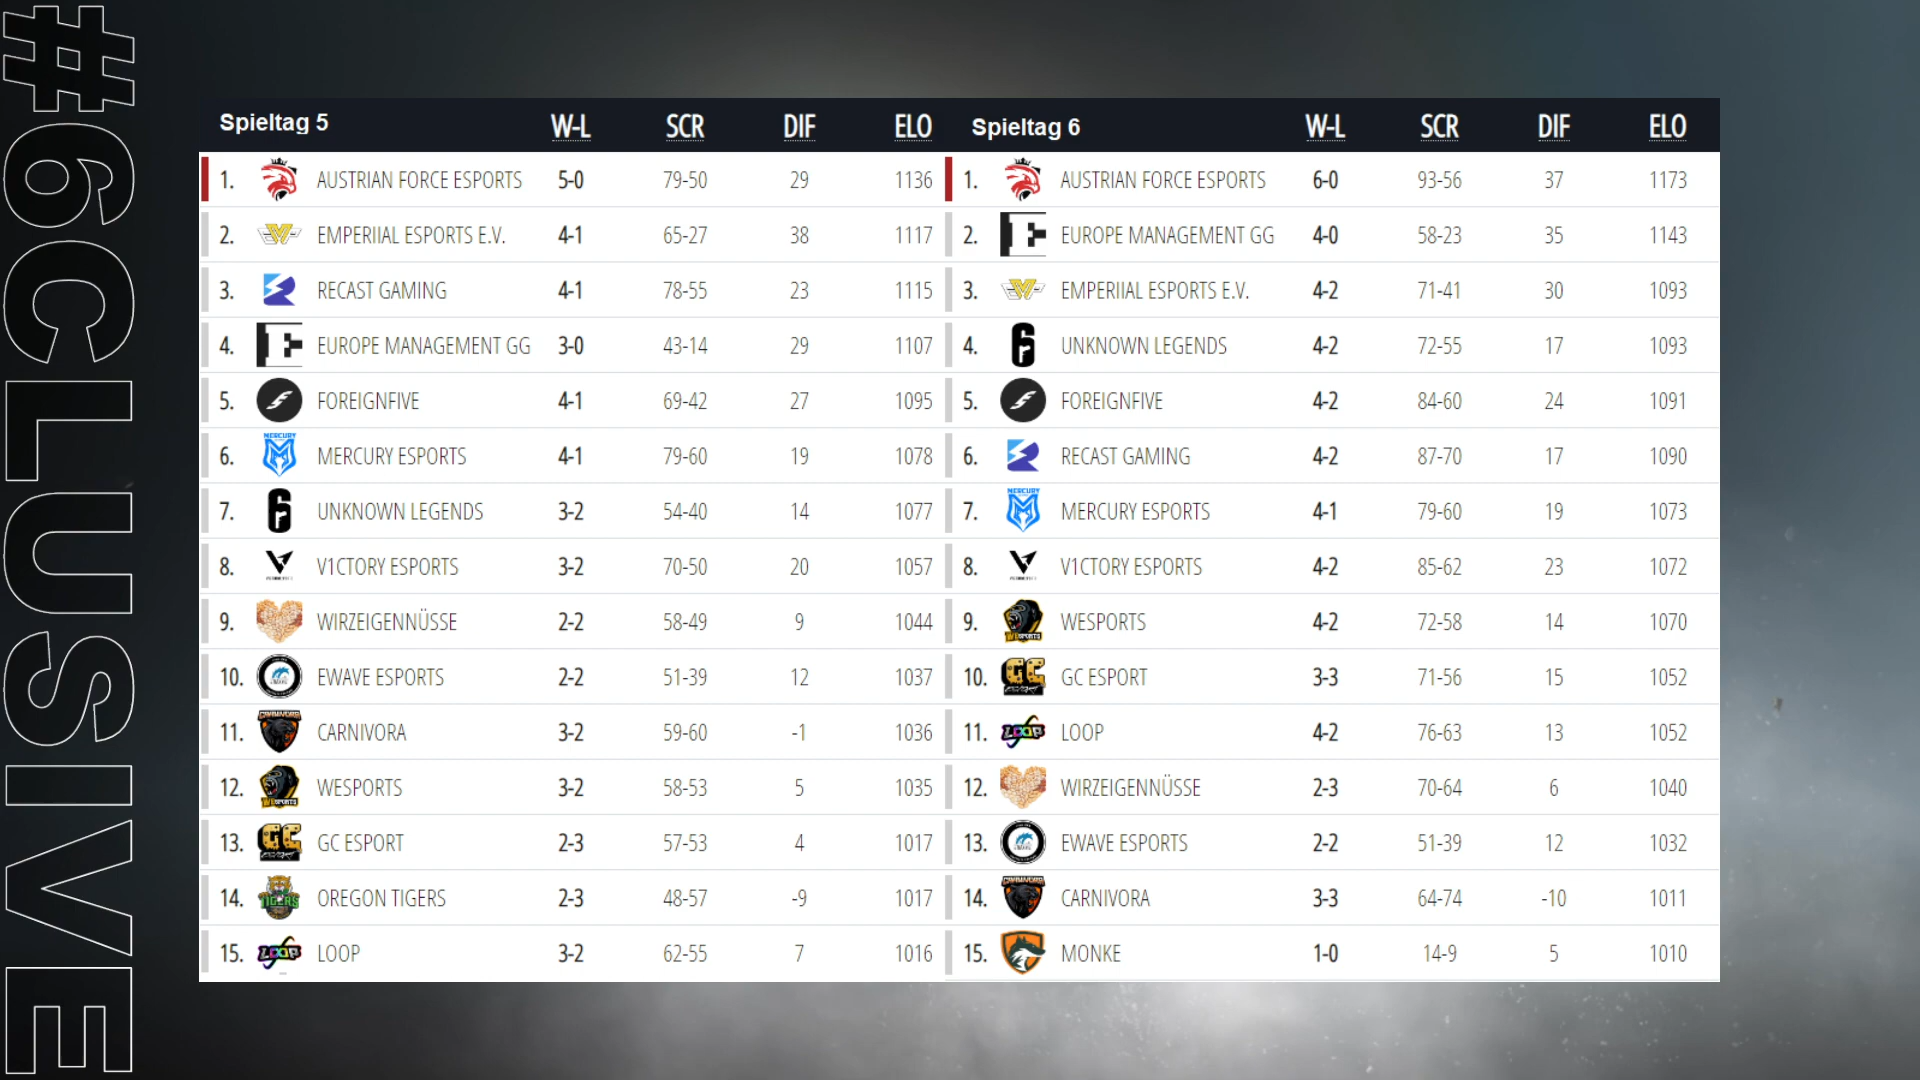 #6CLUSIVE
Spieltag 5 W-L SCR DIF ELO
1. AUSTRIAN FORCE ESPORTS 5-0 79-50 29 1136
2. EMPERIIAL ESPORTS E.V. 4-1 65-27 38 1117
3. RECAST GAMING 4-1 78-55 23 1115
4. EUROPE MANAGEMENT GG 3-0 43-14 29 1107
5. FOREIGNFIVE 4-1 69-42 27 1095
6. MERCURY MERCURY ESPORTS 4-1 79-60 19 1078
7. UNKNOWN LEGENDS 3-2 54-40 14 1077
8. V1CTORY ESPORTS 3-2 70-50 20 1057
9. WIRZEIGENNÜSSE 2-2 58-49 9 1044
10. EWAVE ESPORTS 2-2 51-39 12 1037
11. CARNIVORA CARNIVORA 3-2 59-60 -1 1036
12. WESPORTS WESPORTS 3-2 58-53 5 1035
13. GC ESPORT GC ESPORT 2-3 57-53 4 1017
14. TIGERS OREGON TIGERS 2-3 48-57 -9 1017
15. LOOP LOOP 3-2 62-55 7 1016
Spieltag 6 W-L SCR DIF ELO
1. AUSTRIAN FORCE ESPORTS 6-0 93-56 37 1173
2. EUROPE MANAGEMENT GG 4-0 58-23 35 1143
3. EMPERIIAL ESPORTS E.V. 4-2 71-41 30 1093
4. UNKNOWN LEGENDS 4-2 72-55 17 1093
5. FOREIGNFIVE 4-2 84-60 24 1091
6. RECAST GAMING 4-2 87-70 17 1090
7. MERCURY MERCURY ESPORTS 4-1 79-60 19 1073
8. V1CTORY ESPORTS 4-2 85-62 23 1072
9. WESPORTS WESPORTS 4-2 72-58 14 1070
10. GC ESPORT GC ESPORT 3-3 71-56 15 1052
11. LOOP LOOP 4-2 76-63 13 1052
12. WIRZEIGENNÜSSE 2-3 70-64 6 1040
13. EWAVE ESPORTS 2-2 51-39 12 1032
14. CARNIVORA CARNIVORA 3-3 64-74 -10 1011
15. MONKE 1-0 14-9 5 1010